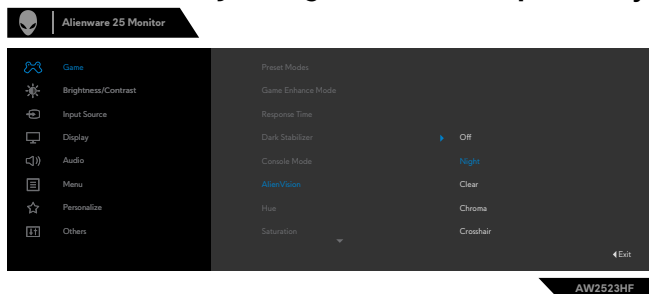 Alienware 25 Monitor
Game
Preset Modes
Brightness/Contrast
Game Enhance Mode
Input Source
Response Time
Display
Dark Stabilizer
Off
Audio
Console Mode
Night
Menu
AlienVision
Clear
Personalize
Hue
Chroma
Others
Saturation
Crosshair
Exit
AW2523HF